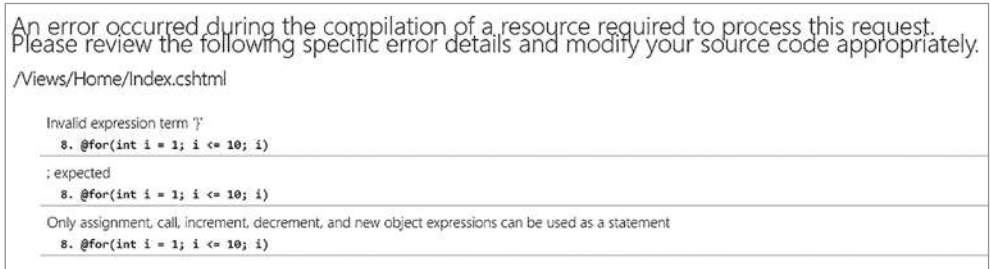 An error occurred during the compilation of a resource required to process this request.
Please review the following specific error details and modify your source code appropriately.
/Views/Home/Index.cshtml
Invalid expression term '}'
8. @for(int i = 1; i <= 10; i)
; expected
8. @for(int i = 1; i <= 10; i)
Only assignment, call, increment, decrement, and new object expressions can be used as a statement
8. @for(int i = 1; i <= 10; i)